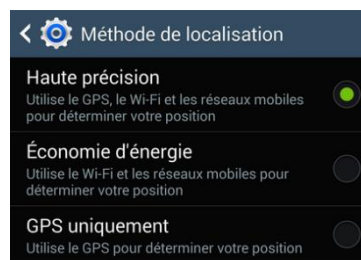 Méthode de localisation
Haute précision
Utilise le GPS, le Wi-Fi et les réseaux mobiles
pour déterminer votre position
Économie d'énergie
Utilise le Wi-Fi et les réseaux mobiles pour
déterminer votre position
GPS uniquement
Utilise le GPS pour déterminer votre position